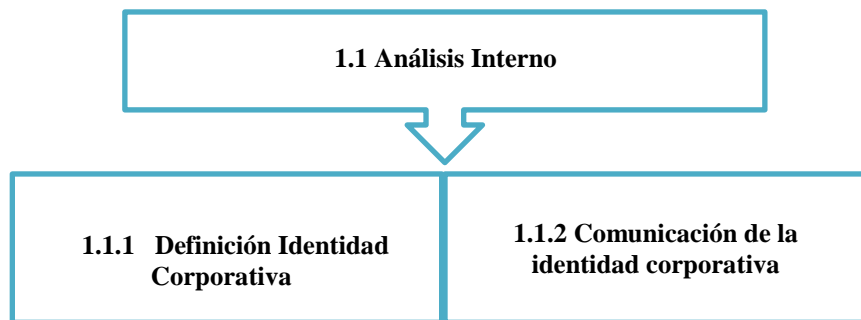 1.1 Análisis Interno
1.1.1 Definición Identidad
Corporativa
1.1.2 Comunicación de la
identidad corporativa